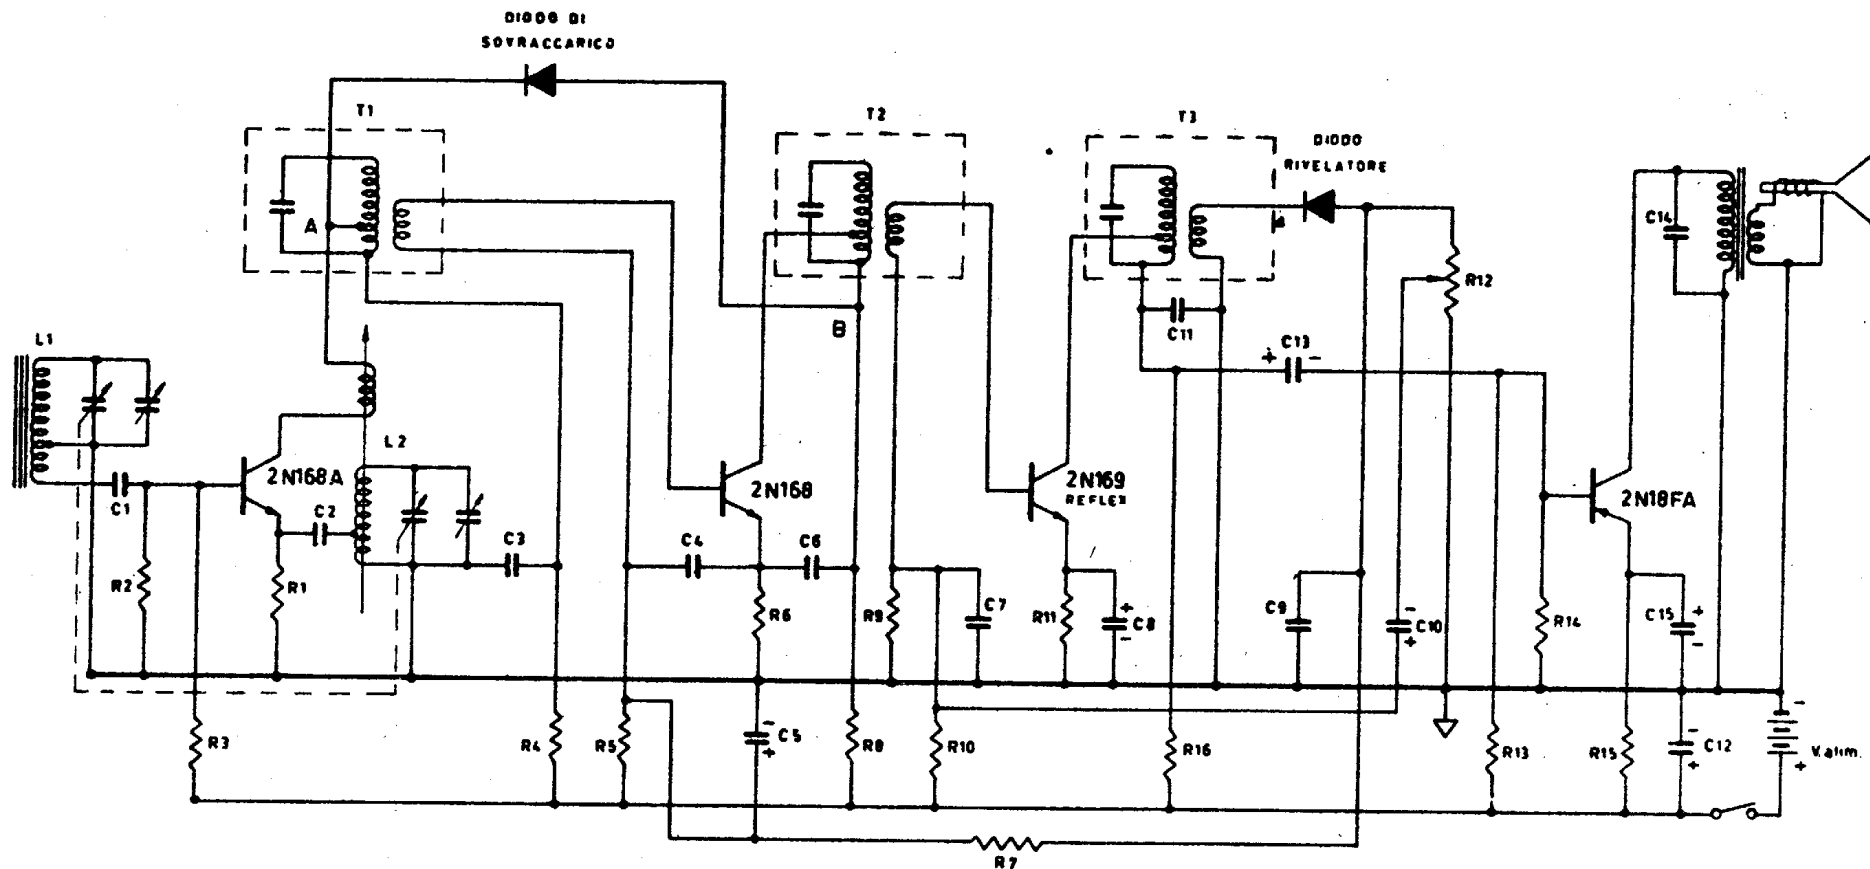 DIODO DI
SOVRACCARICO
T1
T2
T3
DIODO
RIVELATORE
A
B
L1
L2
C14
R12
C11
+ C13 -
2N168A
2N168
2N169
REFLEX
2N18FA
C1
C2
C3
C4
C6
R2
R1
R6
R9
C7
R11
+
C8
-
C9
-
C10
+
R14
C15
+
-
R3
R4
R5
-
C5
+
R8
R10
R16
R13
R15
-
C12
+
-
+
V.alim.
R7